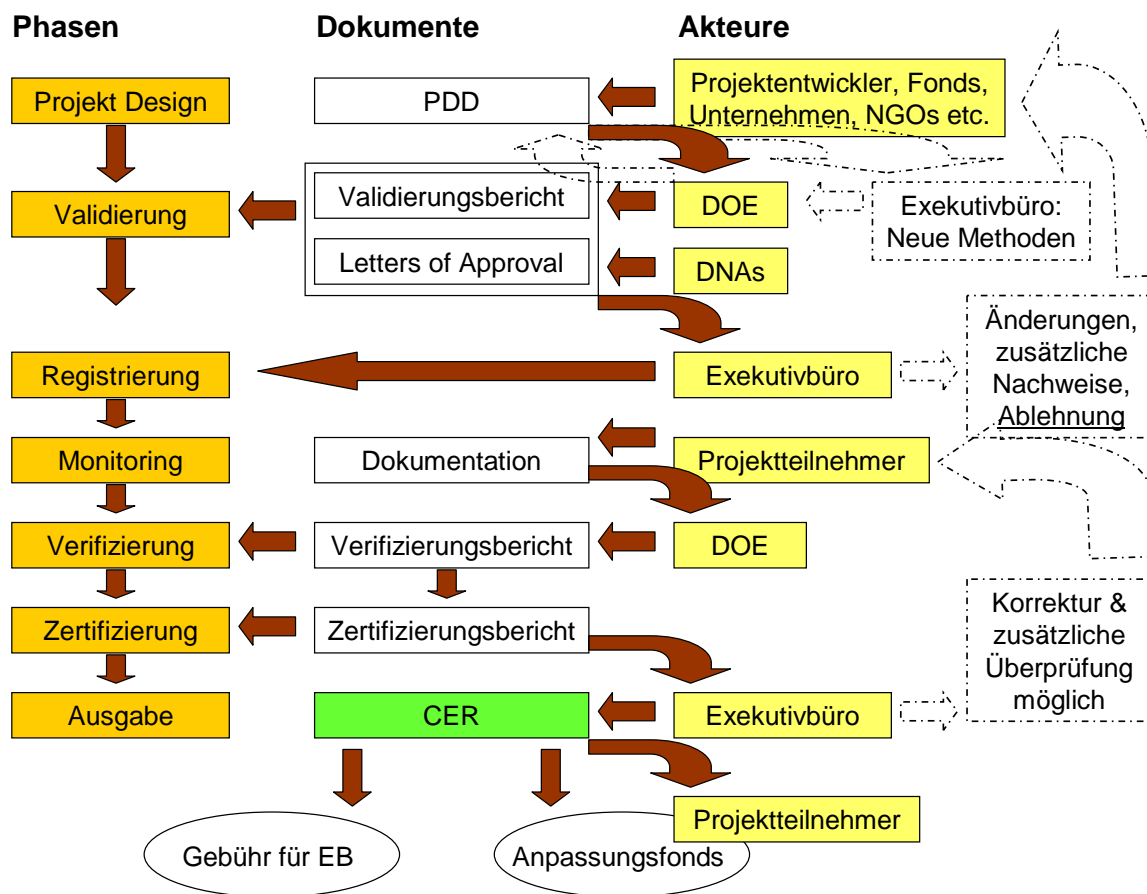 Phasen
Dokumente
Akteure
Projekt Design
PDD
Projektentwickler, Fonds,
Unternehmen, NGOs etc.
Validierung
Validierungsbericht
DOE
Exekutivbüro:
Neue Methoden
Letters of Approval
DNAs
Registrierung
Exekutivbüro
Änderungen,
zusätzliche
Nachweise,
Ablehnung
Monitoring
Dokumentation
Projektteilnehmer
Verifizierung
Verifizierungsbericht
DOE
Zertifizierung
Zertifizierungsbericht
Korrektur &
zusätzliche
Überprüfung
möglich
Ausgabe
CER
Exekutivbüro
Projektteilnehmer
Gebühr für EB
Anpassungsfonds